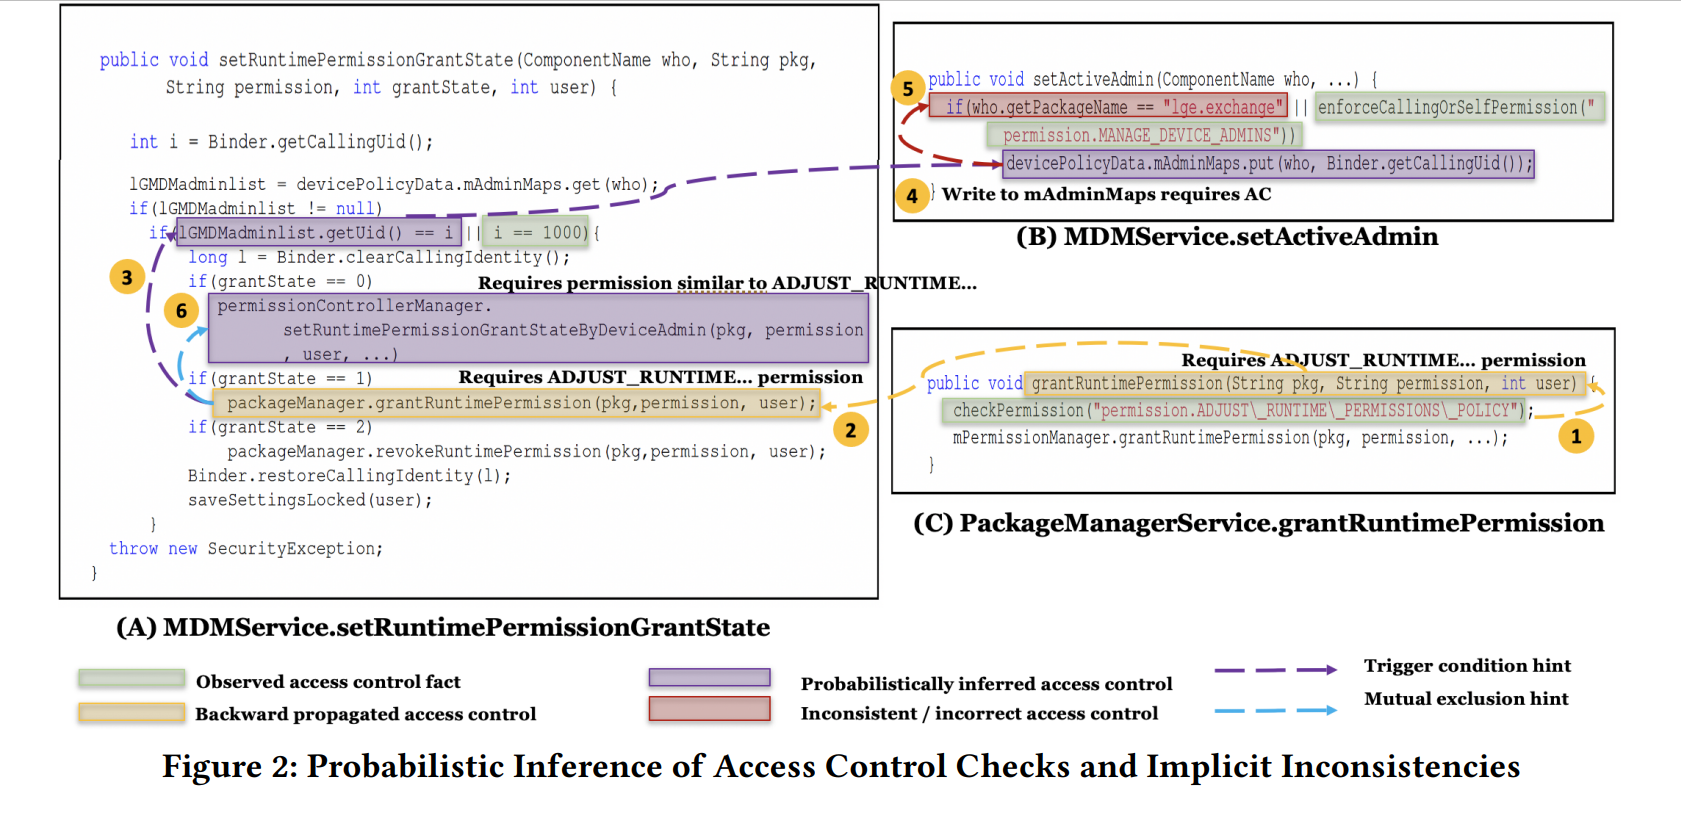 public void setRuntimePermissionGrantState(ComponentName who, String pkg,
String permission, int grantState, int user) {
int i = Binder.getCallingUid();
lGMDMadminlist = devicePolicyData.mAdminMaps.get(who);
if(lGMDMadminlist != null)
if(lGMDMadminlist.getUid() == i || i == 1000){
long l = Binder.clearCallingIdentity();
if(grantState == 0)
Requires permission similar to ADJUST_RUNTIME...
permissionControllerManager.
setRuntimePermissionGrantStateByDeviceAdmin(pkg, permission
, user, ...)
if(grantState == 1)
Requires ADJUST_RUNTIME... permission
packageManager.grantRuntimePermission(pkg,permission, user);
if(grantState == 2)
packageManager.revokeRuntimePermission(pkg,permission, user);
Binder.restoreCallingIdentity(l);
saveSettingsLocked(user);
}
throw new SecurityException;
}
3
6
2
(A) MDMService.setRuntimePermissionGrantState
public void setActiveAdmin(ComponentName who, ...) {
5
if(who.getPackageName == "lge.exchange" || enforceCallingOrSelfPermission("
permission.MANAGE_DEVICE_ADMINS"))
devicePolicyData.mAdminMaps.put(who, Binder.getCallingUid());
4
} Write to mAdminMaps requires AC
(B) MDMService.setActiveAdmin
Requires ADJUST_RUNTIME... permission
public void grantRuntimePermission(String pkg, String permission, int user) {
checkPermission("permission.ADJUST\_RUNTIME\_PERMISSIONS\_POLICY");
1
mPermissionManager.grantRuntimePermission(pkg, permission, ...);
}
(C) PackageManagerService.grantRuntimePermission
Observed access control fact
Backward propagated access control
Probabilistically inferred access control
Inconsistent / incorrect access control
Trigger condition hint
Mutual exclusion hint
Figure 2: Probabilistic Inference of Access Control Checks and Implicit Inconsistencies